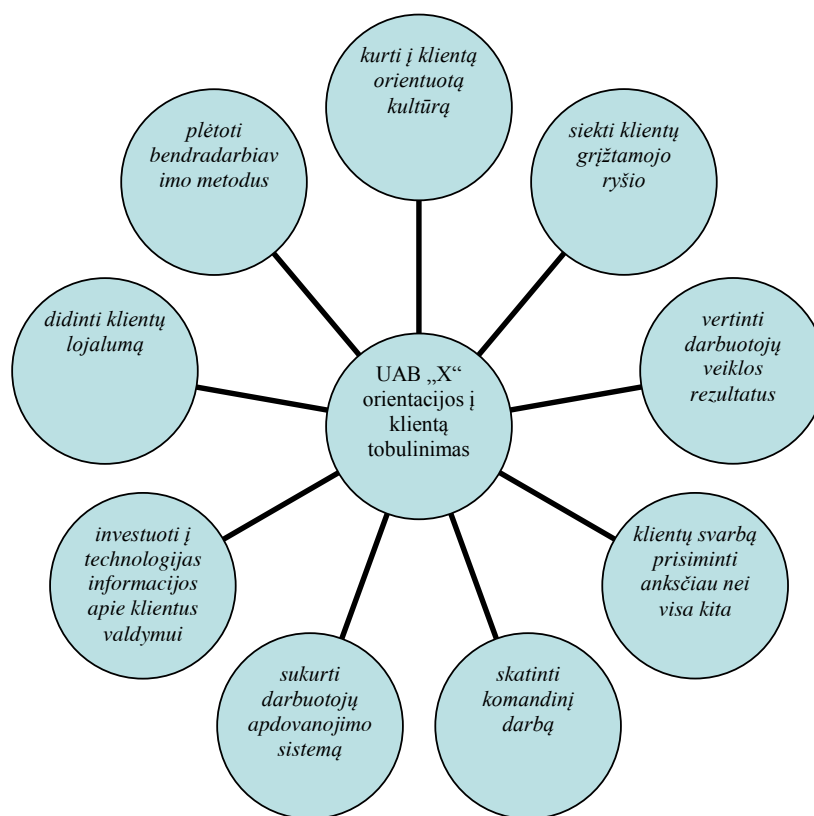 kurti į klientą
orientuotą
kultūrą
siekti klientų
grįžtamojo
ryšio
vertinti
darbuotojų
veiklos
rezultatus
klientų svarbą
prisiminti
anksčiau nei
visa kita
skatinti
komandinį
darbą
sukurti
darbuotojų
apdovanojimo
sistemą
investuoti į
technologijas
informacijos
apie klientus
valdymui
didinti klientų
lojalumą
plėtoti
bendradarbiav
imo metodus
UAB „X“
orientacijos į
klientą
tobulinimas